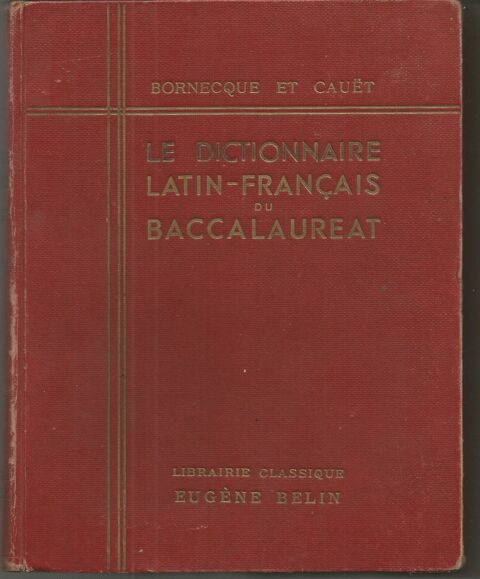 BORNECQUE ET CAUËT
LE DICTIONNAIRE
LATIN-FRANÇAIS
DU
BACCALAUREAT
LIBRAIRIE CLASSIQUE
EUGÈNE BELIN